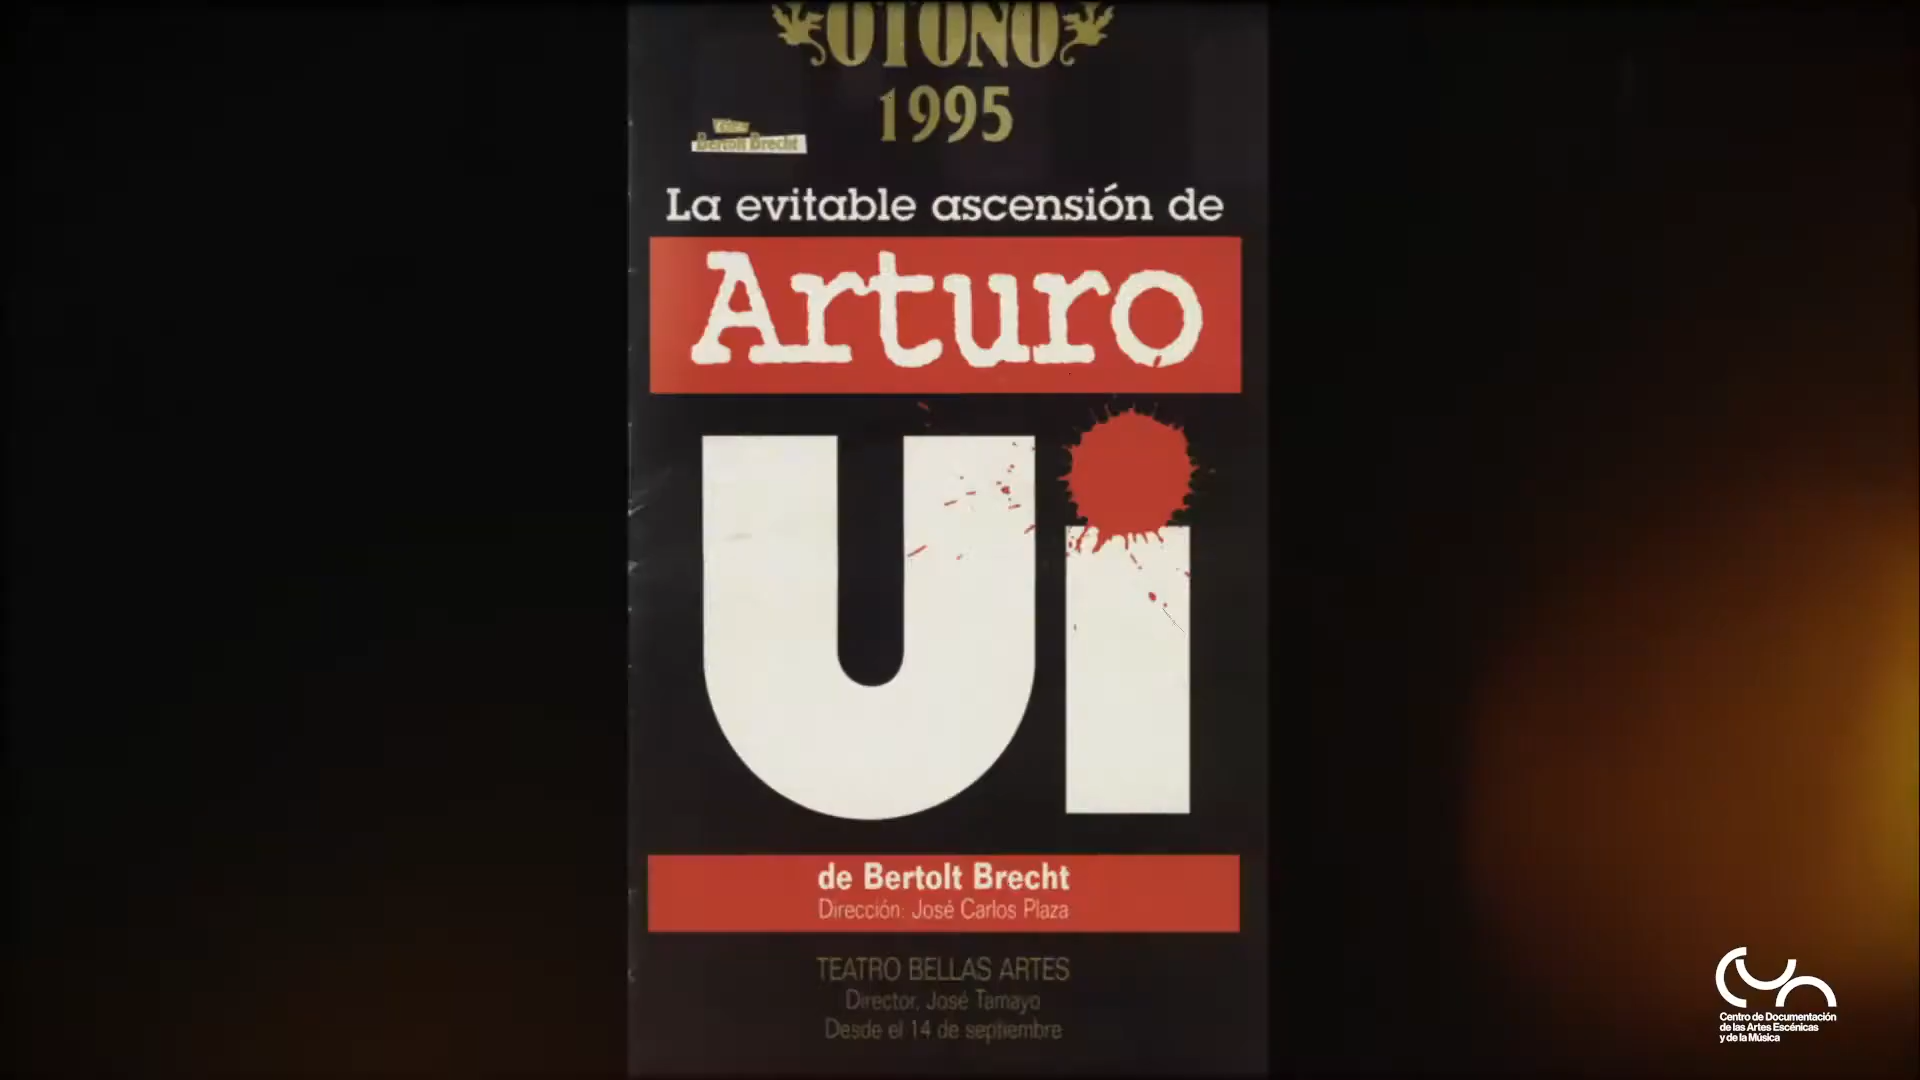 OTOÑO
1995
Bertolt Brecht
La evitable ascensión de
Arturo
Ui
de Bertolt Brecht
Dirección: José Carlos Plaza
TEATRO BELLAS ARTES
Director, José Tamayo
Desde el 14 de septiembre
Centro de Documentación
de las Artes Escénicas
y de la Música